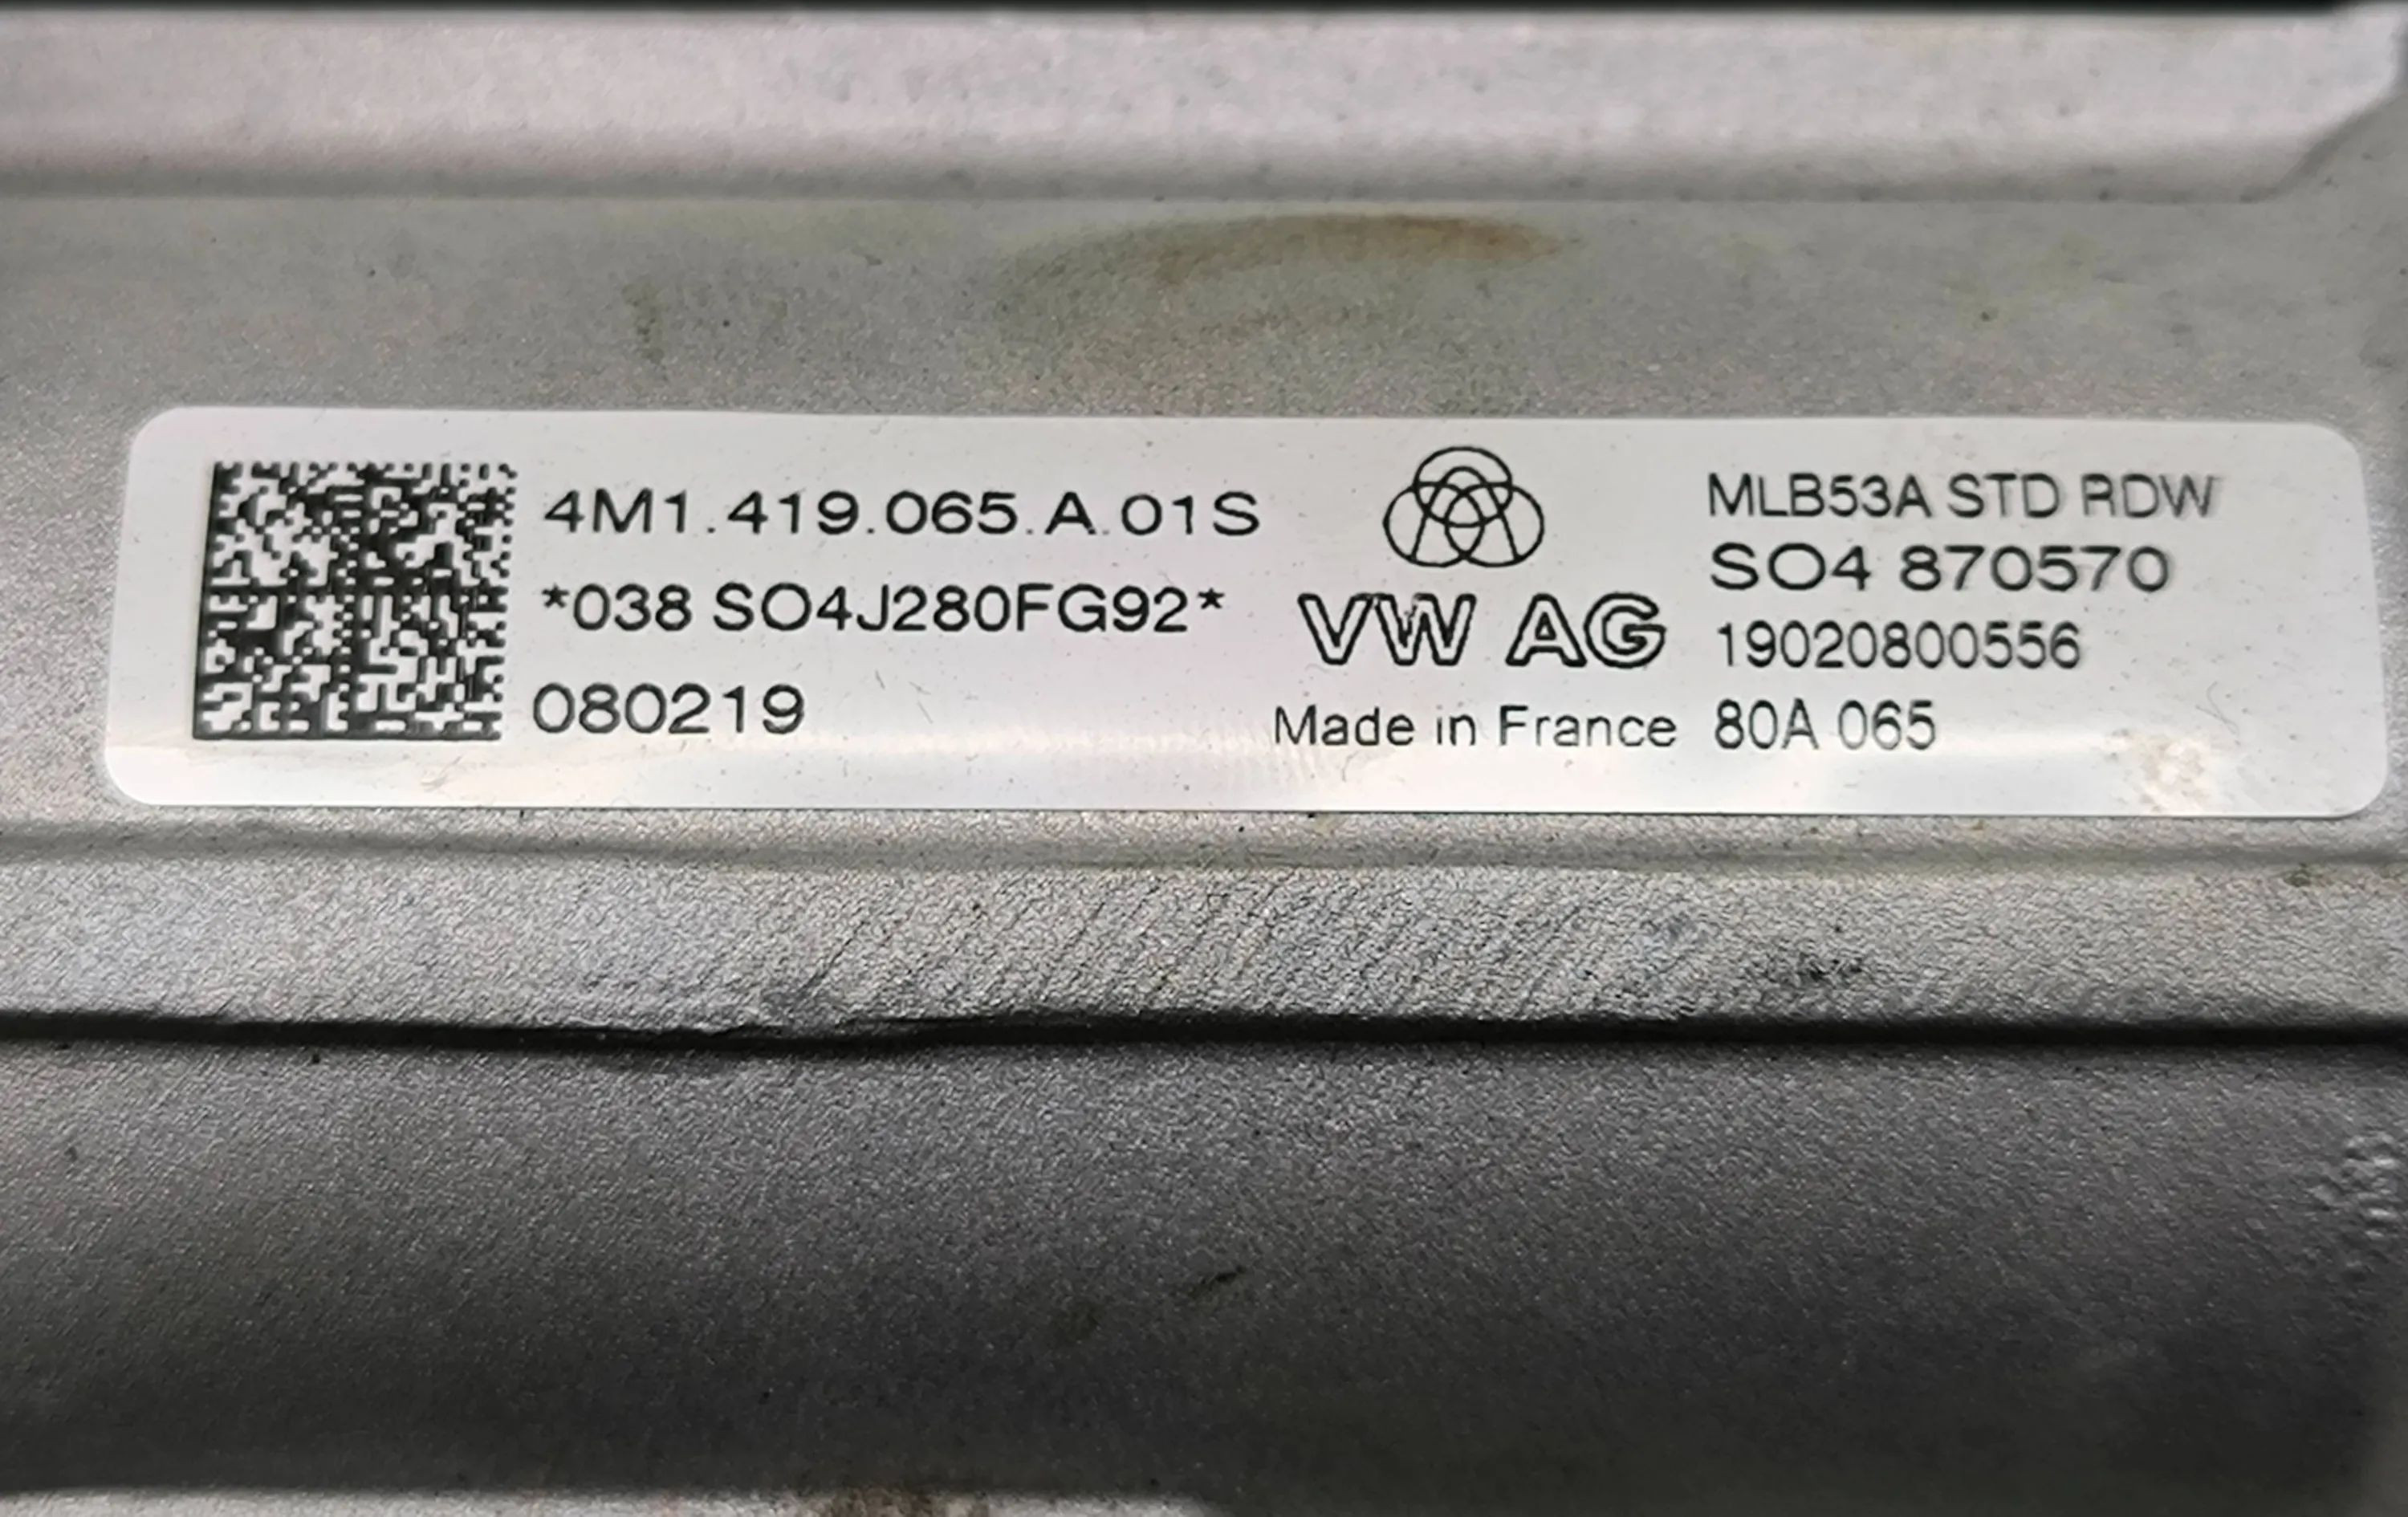 4M1.419.065.A.01S
*038 SO4J280FG92*
080219
VW AG
Made in France
MLB53A STD RDW
SO4 870570
19020800556
80A 065